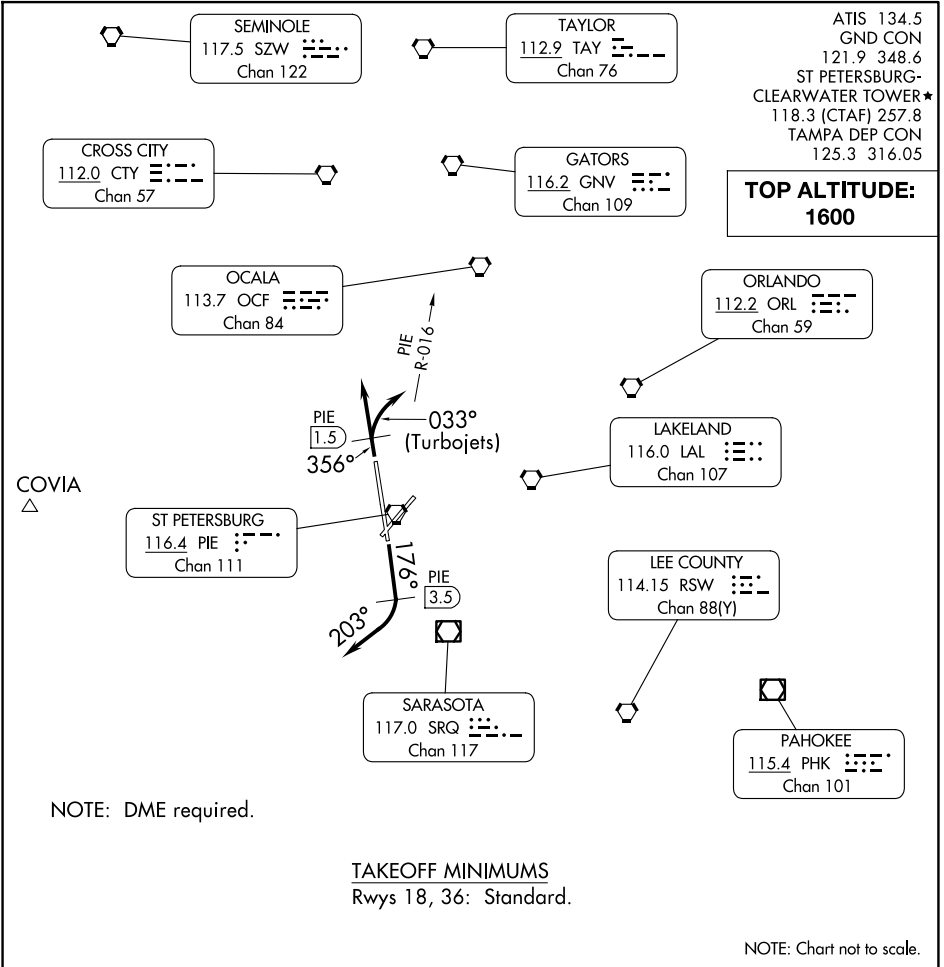 SEMINOLE
117.5 SZW
Chan 122
TAYLOR
112.9 TAY
Chan 76
ATIS 134.5
GND CON
121.9 348.6
ST PETERSBURG-
CLEARWATER TOWER★
118.3 (CTAF) 257.8
TAMPA DEP CON
125.3 316.05
TOP ALTITUDE:
1600
CROSS CITY
112.0 CTY
Chan 57
GATORS
116.2 GNV
Chan 109
OCALA
113.7 OCF
Chan 84
ORLANDO
112.2 ORL
Chan 59
PIE
R-016
PIE
1.5
356°
033°
(Turbojets)
LAKELAND
116.0 LAL
Chan 107
COVIA
ST PETERSBURG
116.4 PIE
Chan 111
176°
PIE
3.5
203°
LEE COUNTY
114.15 RSW
Chan 88(Y)
SARASOTA
117.0 SRQ
Chan 117
PAHOKEE
115.4 PHK
Chan 101
NOTE: DME required.
TAKEOFF MINIMUMS
Rwys 18, 36: Standard.
NOTE: Chart not to scale.